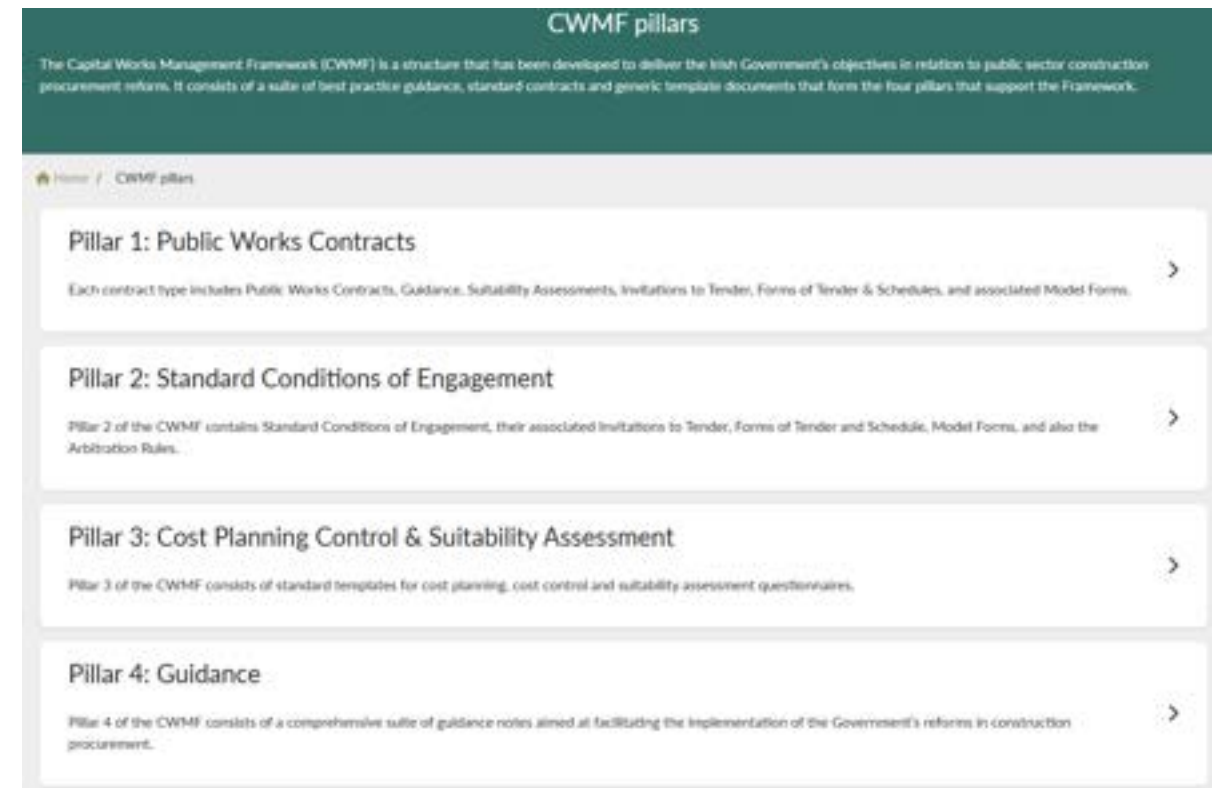 CWMF pillars
The Capital Works Management Framework (CWMF) is a structure that has been developed to deliver the Irish Government's objectives in relation to public sector construction
procurement reform. It consists of a suite of best practice guidance, standard contracts and generic template documents that form the four pillars that support the Framework.
Home / CWMF pillars
Pillar 1: Public Works Contracts
Each contract type includes Public Works Contracts, Guidance, Suitability Assessments, Invitations to Tender, Forms of Tender & Schedules, and associated Model Forms.
Pillar 2: Standard Conditions of Engagement
Pillar 2 of the CWMF contains Standard Conditions of Engagement, their associated Invitations to Tender, Forms of Tender and Schedule, Model Forms, and also the
Arbitration Rules.
Pillar 3: Cost Planning Control & Suitability Assessment
Pillar 3 of the CWMF consists of standard templates for cost planning, cost control and suitability assessment questionnaires.
Pillar 4: Guidance
Pillar 4 of the CWMF consists of a comprehensive suite of guidance notes aimed at facilitating the implementation of the Government's reforms in construction
procurement.